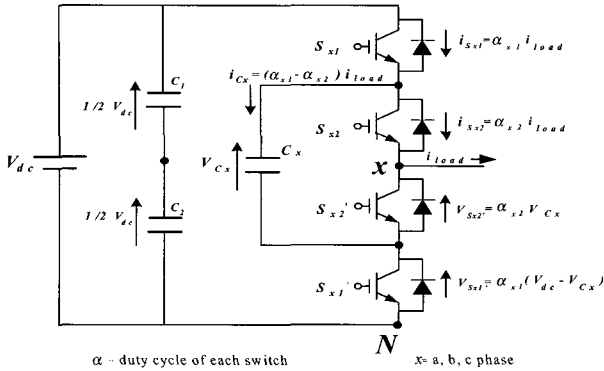 S x1
i Sx1 = α x1 i load
i Cx = (α x1 - α x2 ) i load
C 1
1/2 V dc
S x2
i Sx2 = α x2 i load
V dc
V Cx
C x
x
i load
C 2
1/2 V dc
S x2 '
V Sx2' = α x2 V Cx
S x1 '
V Sx1' = α x1 (V dc - V Cx )
N
α - duty cycle of each switch
x= a, b, c phase